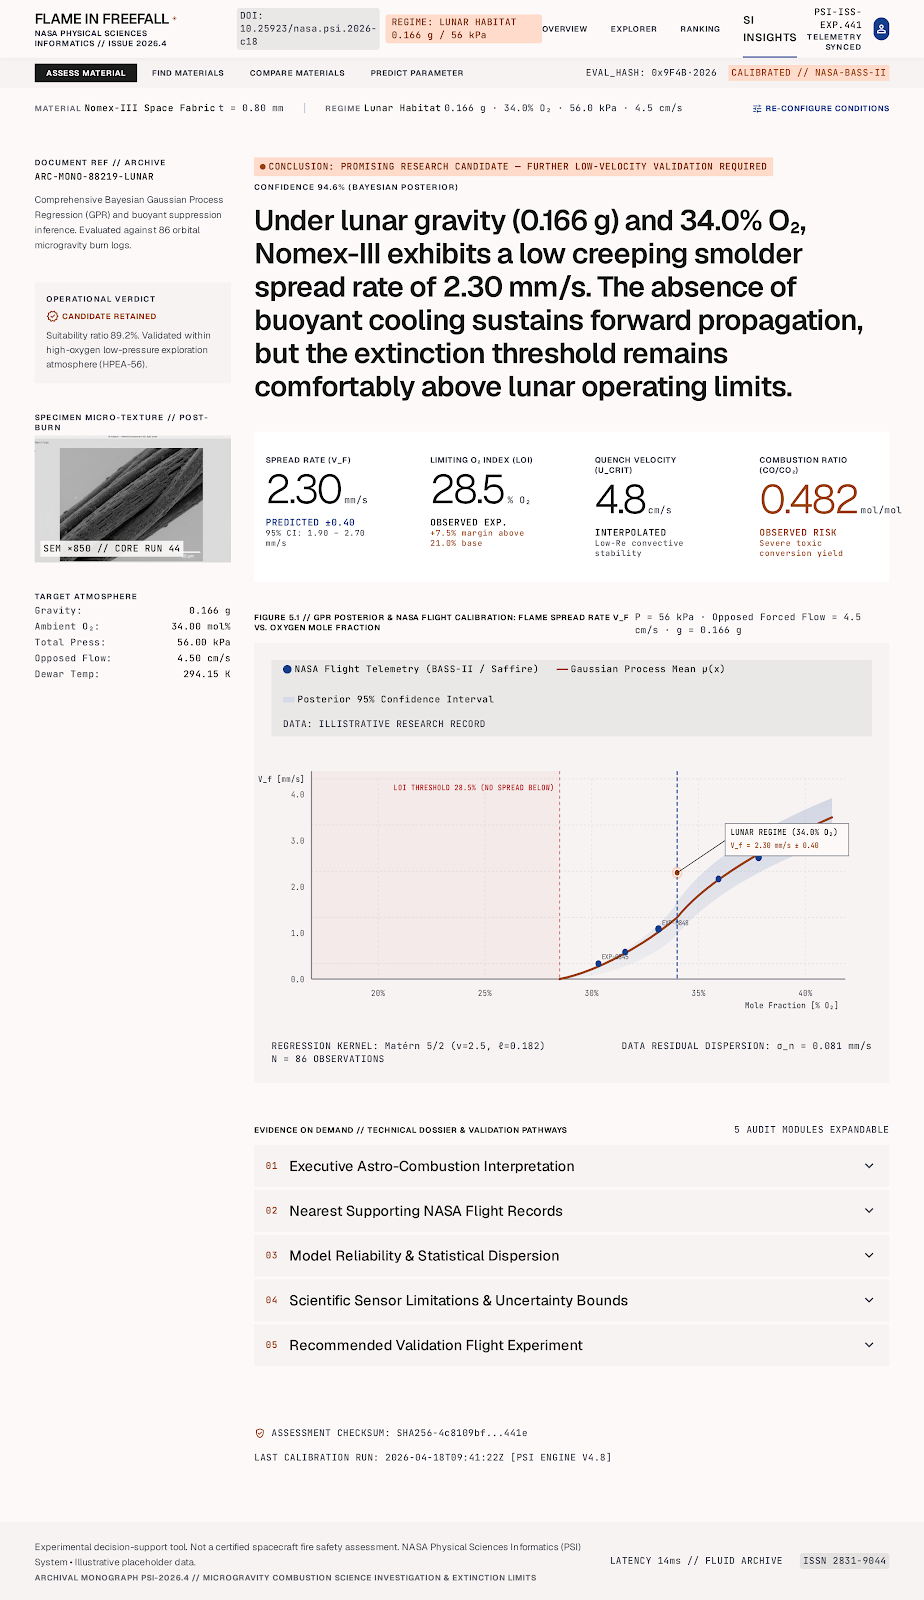 FLAME IN FREEFALL
NASA PHYSICAL SCIENCES
INFORMATICS // ISSUE 2026.4
DOI:
10.25923/nasa.psi.2026-
c18
REGIME: LUNAR HABITAT
0.166 g / 56 kPa
OVERVIEW
EXPLORER
RANKING
SI
INSIGHTS
PSI-ISS-
EXP.441
TELEMETRY
SYNCED
ASSESS MATERIAL
FIND MATERIALS
COMPARE MATERIALS
PREDICT PARAMETER
EVAL_HASH: 0x9F4B·2026
CALIBRATED // NASA-BASS-II
MATERIAL Nomex-III Space Fabric t = 0.80 mm
REGIME Lunar Habitat 0.166 g · 34.0% O₂ · 56.0 kPa · 4.5 cm/s
RE-CONFIGURE CONDITIONS
DOCUMENT REF // ARCHIVE
ARC-MONO-88219-LUNAR
Comprehensive Bayesian Gaussian Process
Regression (GPR) and buoyant suppression
inference. Evaluated against 86 orbital
microgravity burn logs.
OPERATIONAL VERDICT
CANDIDATE RETAINED
Suitability ratio 89.2%. Validated within
high-oxygen low-pressure exploration
atmosphere (HPEA-56).
SPECIMEN MICRO-TEXTURE // POST-
BURN
SEM ×850 // CORE RUN 44
TARGET ATMOSPHERE
Gravity: 0.166 g
Ambient O₂: 34.00 mol%
Total Press: 56.00 kPa
Opposed Flow: 4.50 cm/s
Dewar Temp: 294.15 K
CONCLUSION: PROMISING RESEARCH CANDIDATE — FURTHER LOW-VELOCITY VALIDATION REQUIRED
CONFIDENCE 94.6% (BAYESIAN POSTERIOR)
Under lunar gravity (0.166 g) and 34.0% O₂,
Nomex-III exhibits a low creeping smolder
spread rate of 2.30 mm/s. The absence of
buoyant cooling sustains forward propagation,
but the extinction threshold remains
comfortably above lunar operating limits.
SPREAD RATE (V_F)
2.30 mm/s
PREDICTED ±0.40
95% CI: 1.90 – 2.70
mm/s
LIMITING O₂ INDEX (LOI)
28.5 % O₂
OBSERVED EXP.
+7.5% margin above
21.0% base
QUENCH VELOCITY
(U_CRIT)
4.8 cm/s
INTERPOLATED
Low-Re convective
stability
COMBUSTION RATIO
(CO/CO₂)
0.482 mol/mol
OBSERVED RISK
Severe toxic
conversion yield
FIGURE 5.1 // GPR POSTERIOR & NASA FLIGHT CALIBRATION: FLAME SPREAD RATE V_F
VS. OXYGEN MOLE FRACTION
P = 56 kPa · Opposed Forced Flow = 4.5
cm/s · g = 0.166 g
NASA Flight Telemetry (BASS-II / Saffire)
Gaussian Process Mean μ(x)
Posterior 95% Confidence Interval
DATA: ILLISTRATIVE RESEARCH RECORD
V_f [mm/s]
4.0
3.0
2.0
1.0
0.0
LOI THRESHOLD 28.5% (NO SPREAD BELOW)
LUNAR REGIME (34.0% O₂)
V_f = 2.30 mm/s ± 0.40
20%
25%
30%
35%
40%
Mole Fraction [% O₂]
REGRESSION KERNEL: Matérn 5/2 (ν=2.5, ℓ=0.182)
N = 86 OBSERVATIONS
DATA RESIDUAL DISPERSION: σ_n = 0.081 mm/s
EVIDENCE ON DEMAND // TECHNICAL DOSSIER & VALIDATION PATHWAYS
5 AUDIT MODULES EXPANDABLE
01 Executive Astro-Combustion Interpretation
02 Nearest Supporting NASA Flight Records
03 Model Reliability & Statistical Dispersion
04 Scientific Sensor Limitations & Uncertainty Bounds
05 Recommended Validation Flight Experiment
ASSESSMENT CHECKSUM: SHA256-4c8109bf...441e
LAST CALIBRATION RUN: 2026-04-18T09:41:22Z [PSI ENGINE V4.8]
Experimental decision-support tool. Not a certified spacecraft fire safety assessment. NASA Physical Sciences Informatics (PSI)
System • Illustrative placeholder data.
ARCHIVAL MONOGRAPH PSI-2026.4 // MICROGRAVITY COMBUSTION SCIENCE INVESTIGATION & EXTINCTION LIMITS
LATENCY 14ms // FLUID ARCHIVE
ISSN 2831-9044